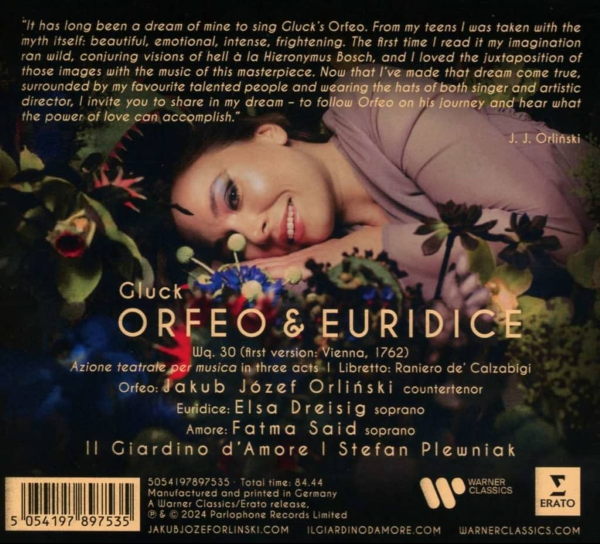 "It has long been a dream of mine to sing Gluck's Orfeo. From my teens I was taken with the
myth itself: beautiful, emotional, intense, frightening. The first time I read it my imagination
ran wild, conjuring visions of hell à la Hieronymus Bosch, and I loved the juxtaposition
of those images with the music of this masterpiece. Now that I've made that dream come true,
surrounded by my favourite talented people and wearing the hats of both singer and artistic
director, I invite you to share in my dream – to follow Orfeo on his journey and hear what
the power of love can accomplish."
J. J. Orliński
Gluck
ORFEO & EURIDICE
Wq. 30 (first version: Vienna, 1762)
Azione teatrale per musica in three acts | Libretto: Raniero de' Calzabigi
Orfeo: Jakub Józef Orliński countertenor
Euridice: Elsa Dreisig soprano
Amore: Fatma Said soprano
Il Giardino d'Amore | Stefan Plewniak
5054197897535 · Total time: 84.44
Manufactured and printed in Germany
A Warner Classics/Erato release,
℗ & © 2024 Parlophone Records Limited
WARNER
CLASSICS
ERATO
5 054197 897535
JAKUBJOZEFORLINSKI.COM ILGIARDINODAMORE.COM WARNERCLASSICS.COM